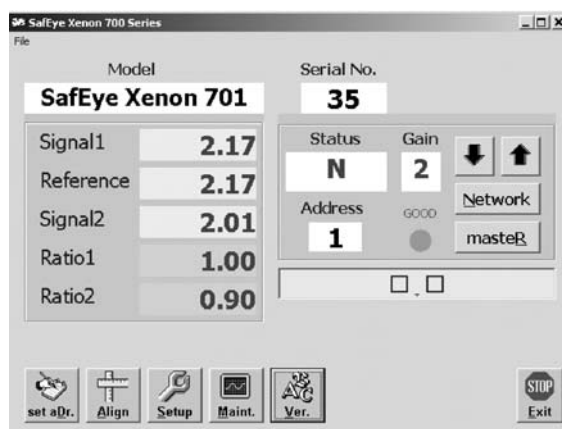 SafEye Xenon 700 Series
File
Model
Serial No.
SafEye Xenon 701
35
Signal1 2.17
Reference 2.17
Signal2 2.01
Ratio1 1.00
Ratio2 0.90
Status Gain
N 2
Network
Address GOOD
1 masteR
set aDr. Align Setup Maint. Ver. Exit
STOP